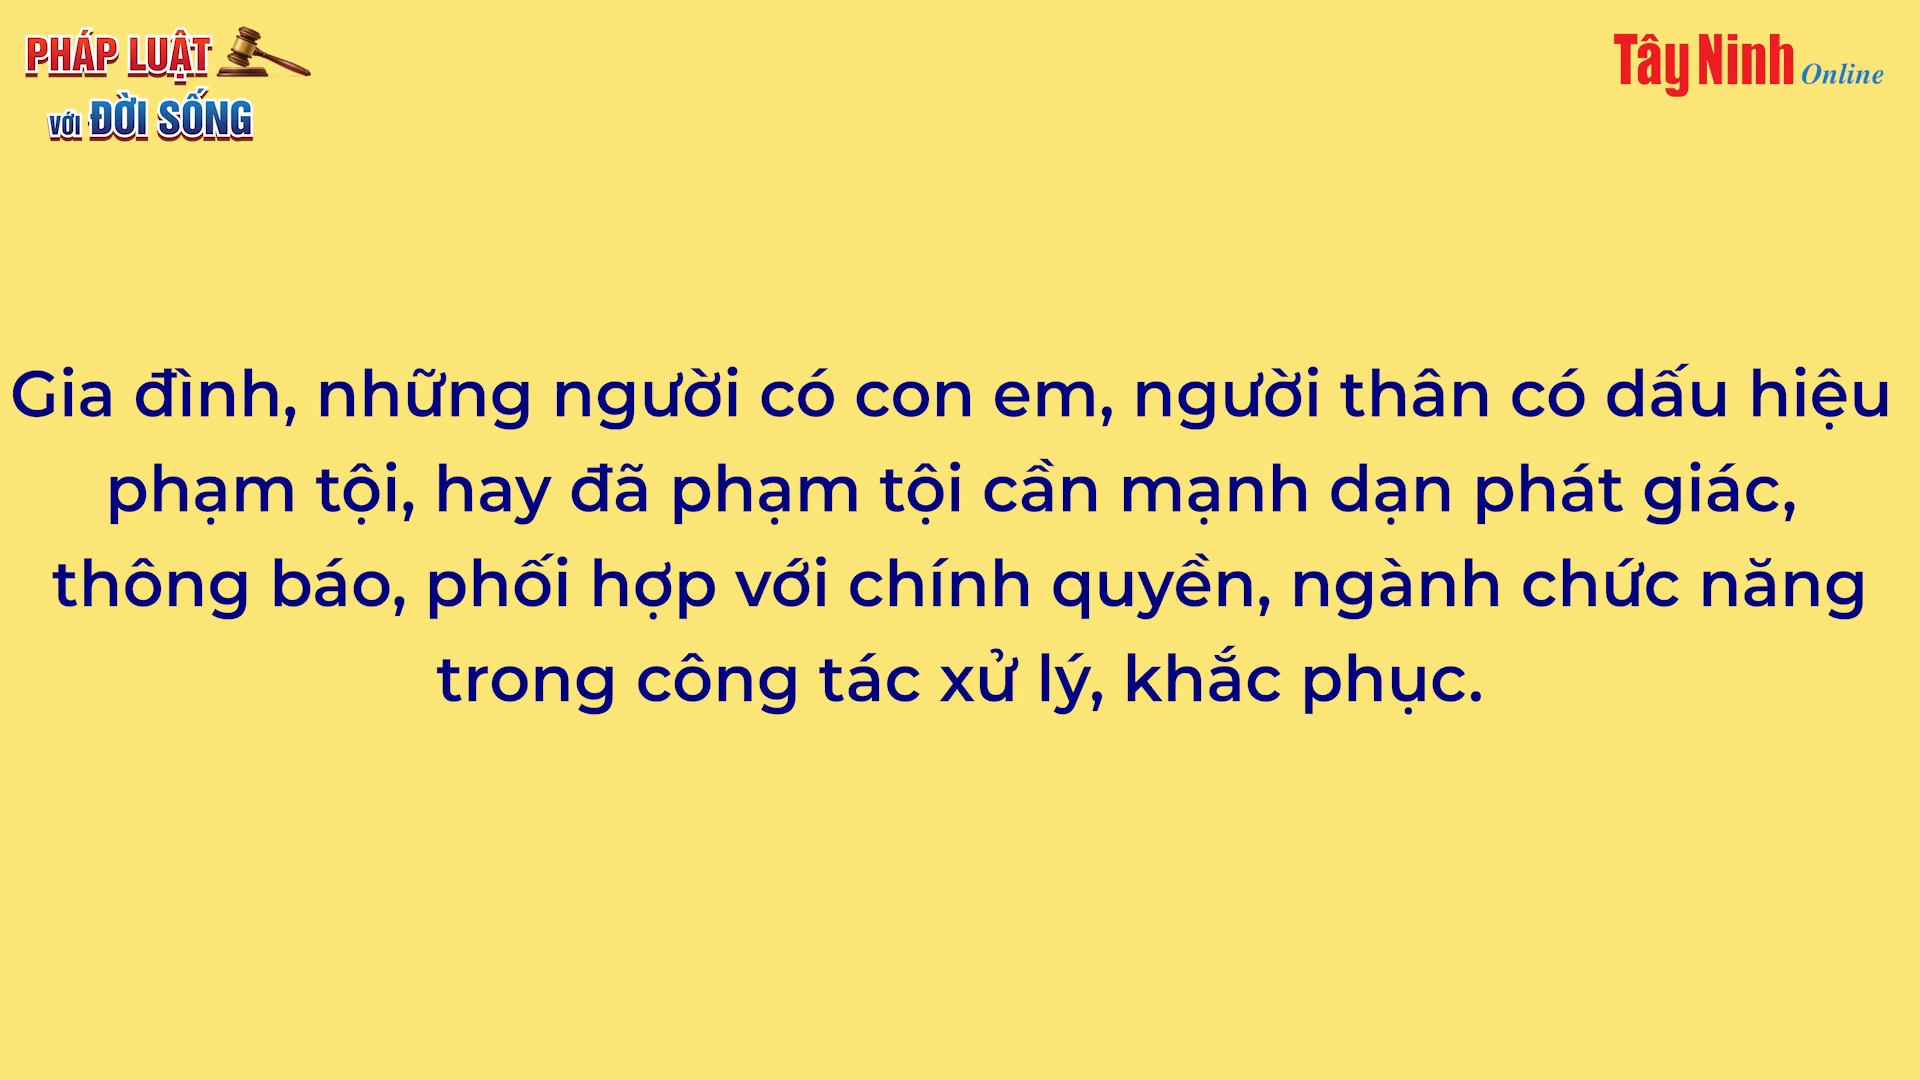 PHÁP LUẬT
với ĐỜI SỐNG
Tây Ninh Online
Gia đình, những người có con em, người thân có dấu hiệu
phạm tội, hay đã phạm tội cần mạnh dạn phát giác,
thông báo, phối hợp với chính quyền, ngành chức năng
trong công tác xử lý, khắc phục.